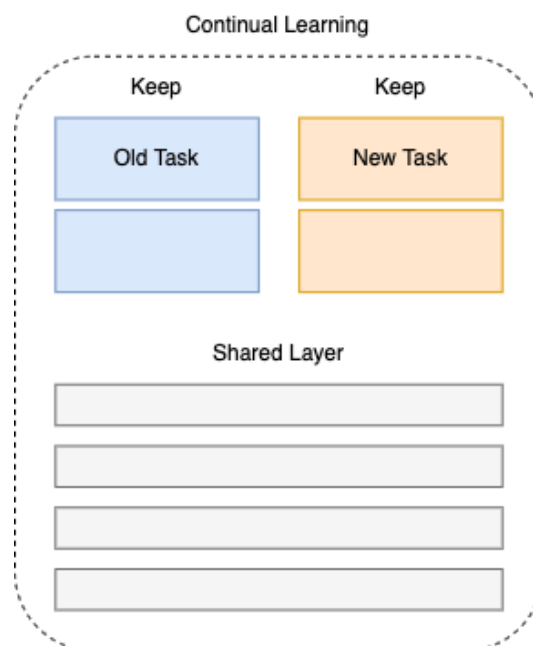 Continual Learning
Keep
Keep
Old Task
New Task
Shared Layer